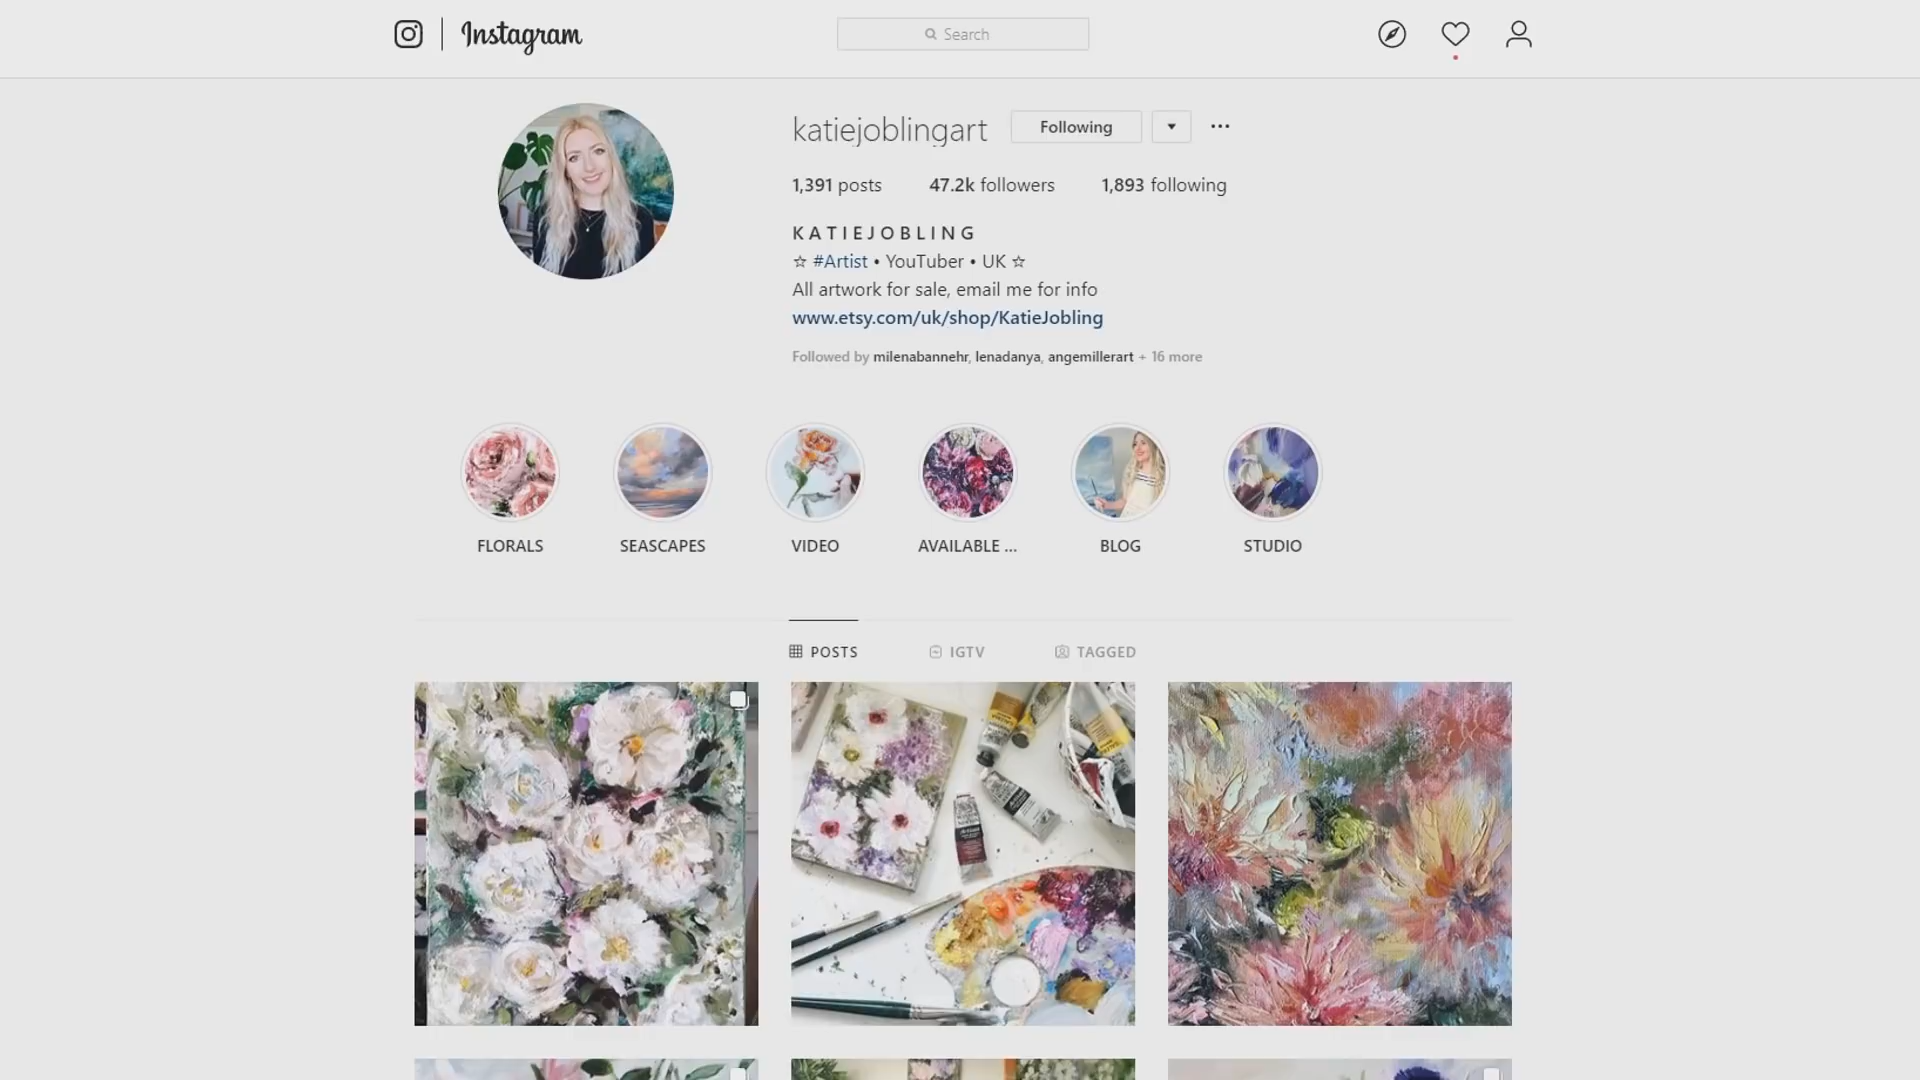 Instagram
Search
katiejoblingart
Following
1,391 posts
47.2k followers
1,893 following
K A T I E J O B L I N G
☆ #Artist • YouTuber • UK ☆
All artwork for sale, email me for info
www.etsy.com/uk/shop/KatieJobling
Followed by milenabannehr, lenadanya, angemillerart + 16 more
FLORALS
SEASCAPES
VIDEO
AVAILABLE ...
BLOG
STUDIO
POSTS
IGTV
TAGGED